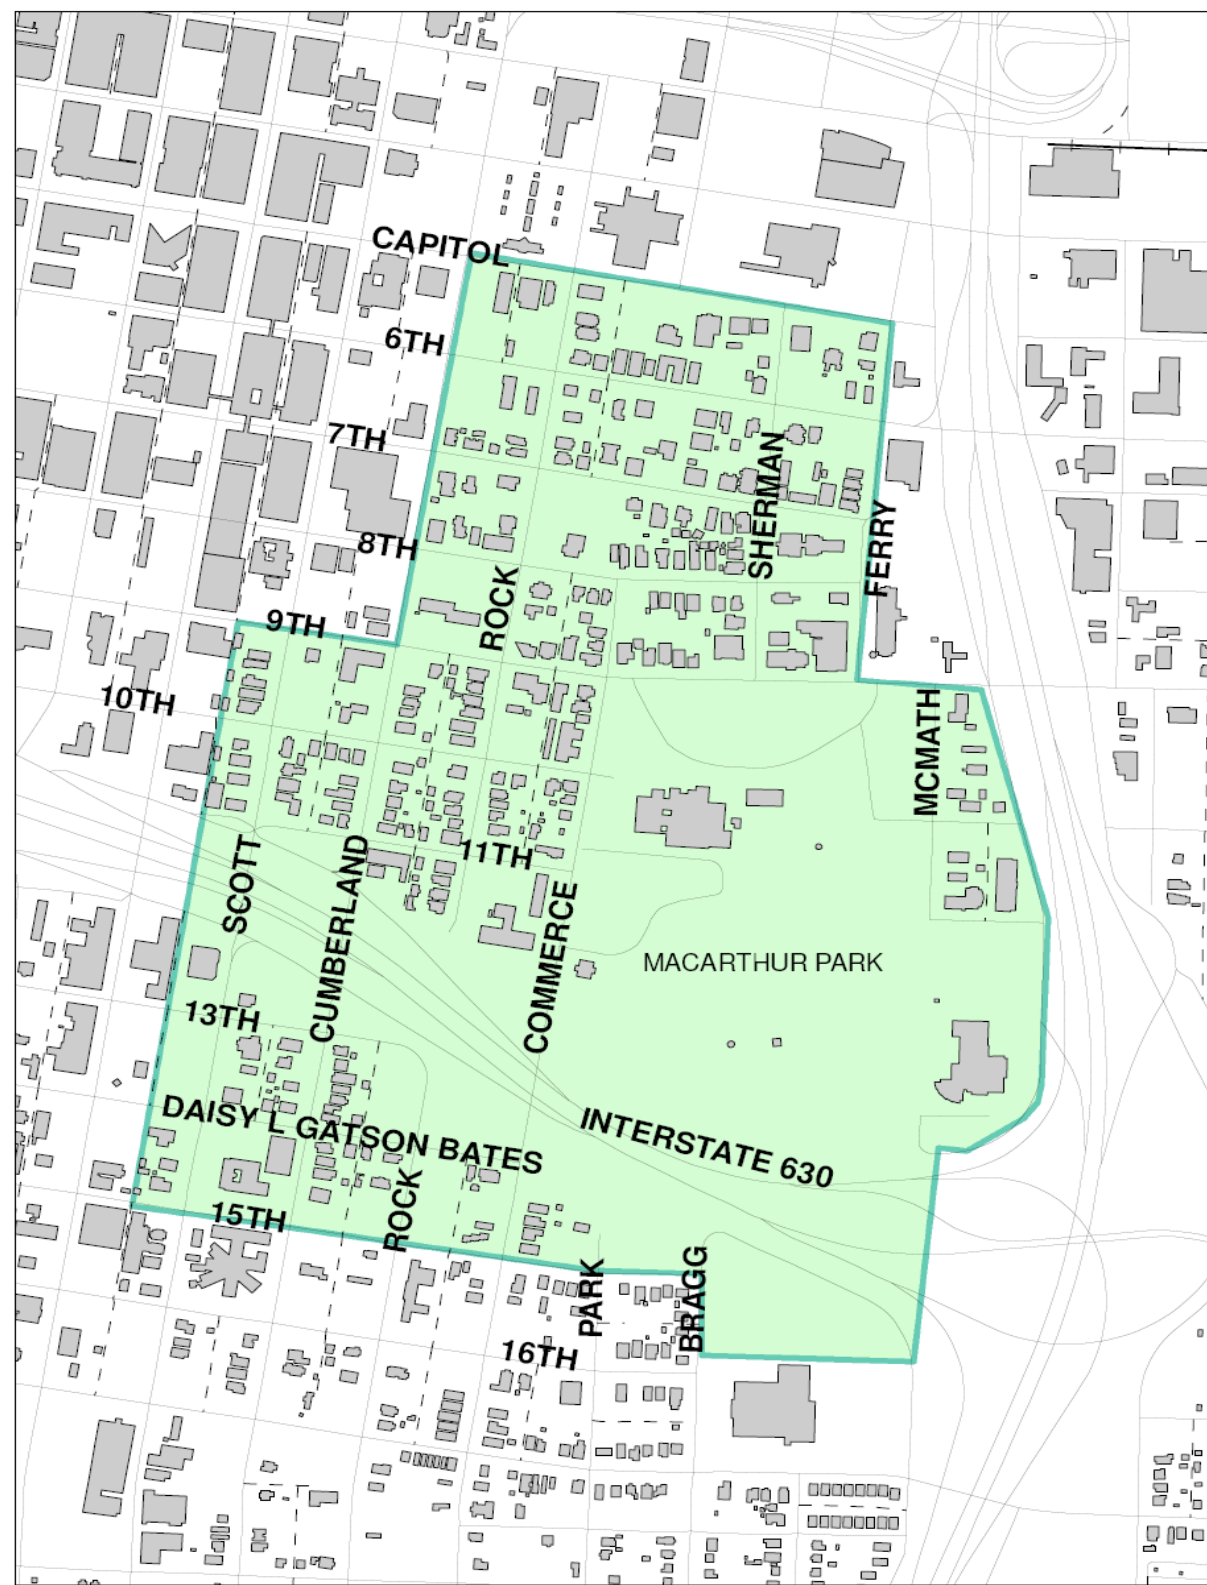 CAPITOL
6TH
7TH
SHERMAN
FERRY
8TH
ROCK
9TH
10TH
MCMATH
11TH
SCOTT
CUMBERLAND
COMMERCE
MACARTHUR PARK
13TH
DAISY L GATSON BATES
INTERSTATE 630
ROCK
15TH
PARK
BRAGG
16TH